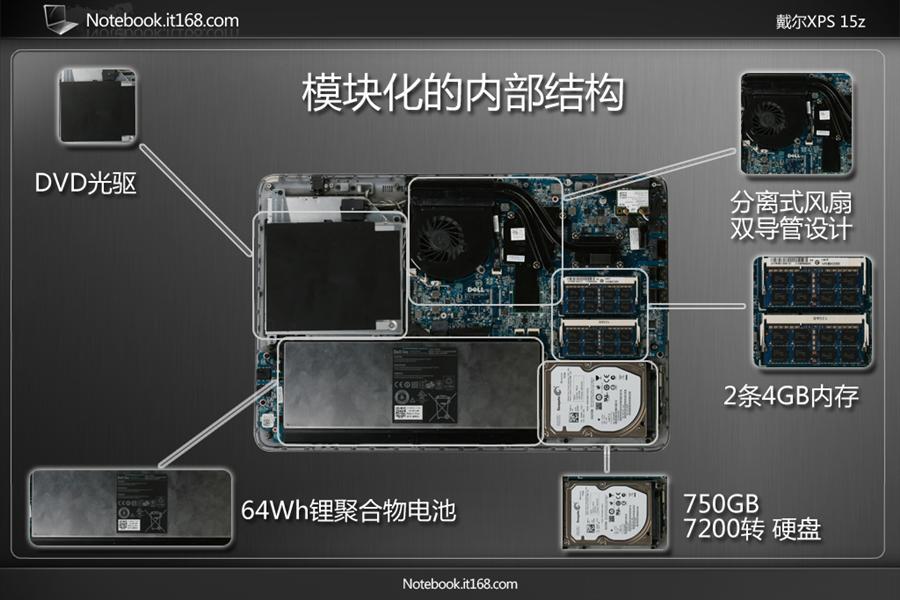 Notebook.it168.com
戴尔XPS 15z
模块化的内部结构
DVD光驱
分离式风扇
双导管设计
DELL
2条4GB内存
64Wh锂聚合物电池
750GB
7200转 硬盘
Notebook.it168.com